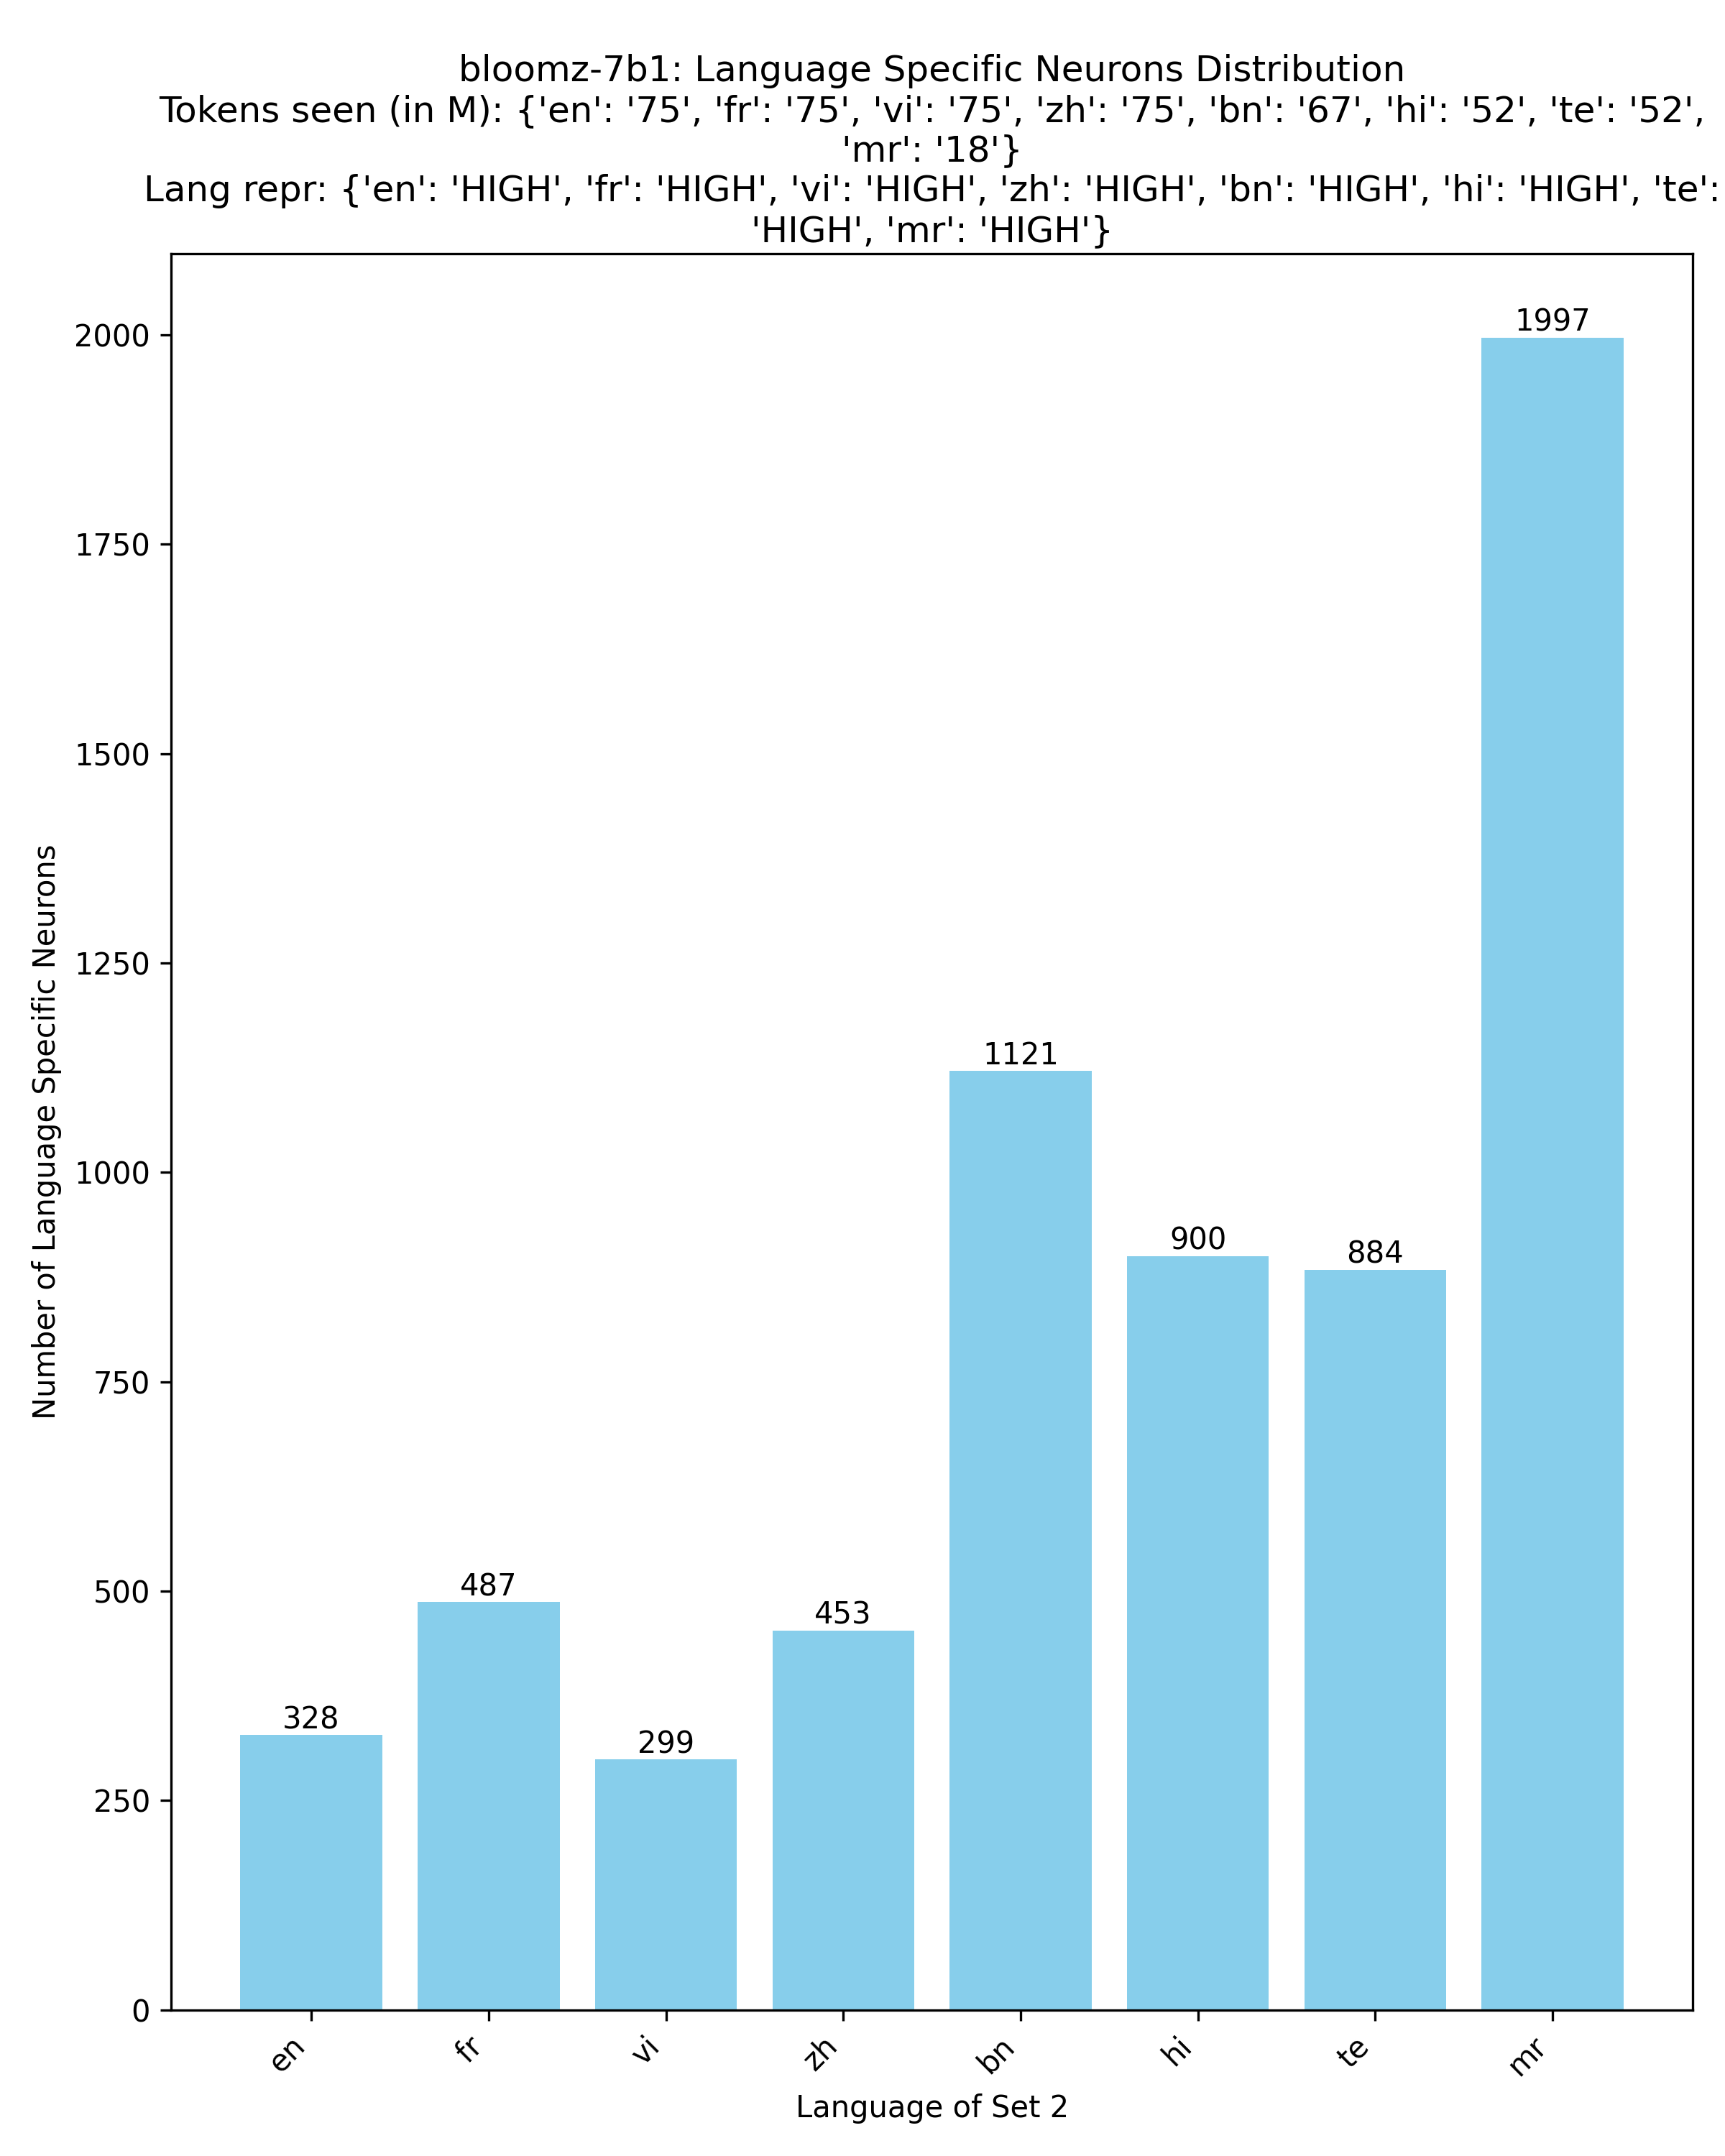 bloomz-7b1: Language Specific Neurons Distribution
Tokens seen (in M): {'en': '75', 'fr': '75', 'vi': '75', 'zh': '75', 'bn': '67', 'hi': '52', 'te': '52',
'mr': '18'}
Lang repr: {'en': 'HIGH', 'fr': 'HIGH', 'vi': 'HIGH', 'zh': 'HIGH', 'bn': 'HIGH', 'hi': 'HIGH', 'te':
'HIGH', 'mr': 'HIGH'}
Number of Language Specific Neurons
2000
1750
1500
1250
1000
750
500
250
0
328
487
299
453
1121
900
884
1997
en
fr
vi
zh
bn
hi
te
mr
Language of Set 2